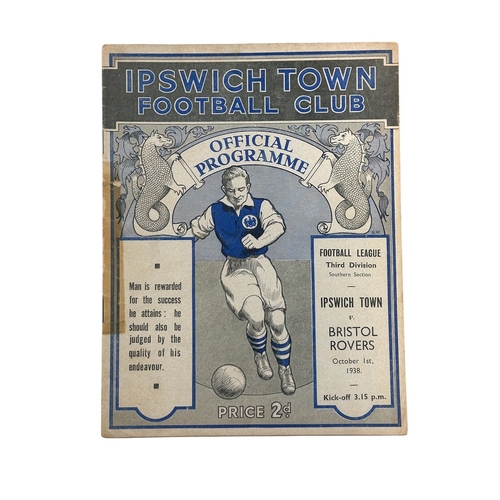 IPSWICH TOWN
FOOTBALL CLUB
OFFICIAL
PROGRAMME
Man is rewarded
for the success
he attains: he
should also be
judged by the
quality of his
endeavour.
FOOTBALL LEAGUE
Third Division
Southern Section
IPSWICH TOWN
v.
BRISTOL
ROVERS
October 1st,
1938.
Kick-off 3.15 p.m.
PRICE 2d.